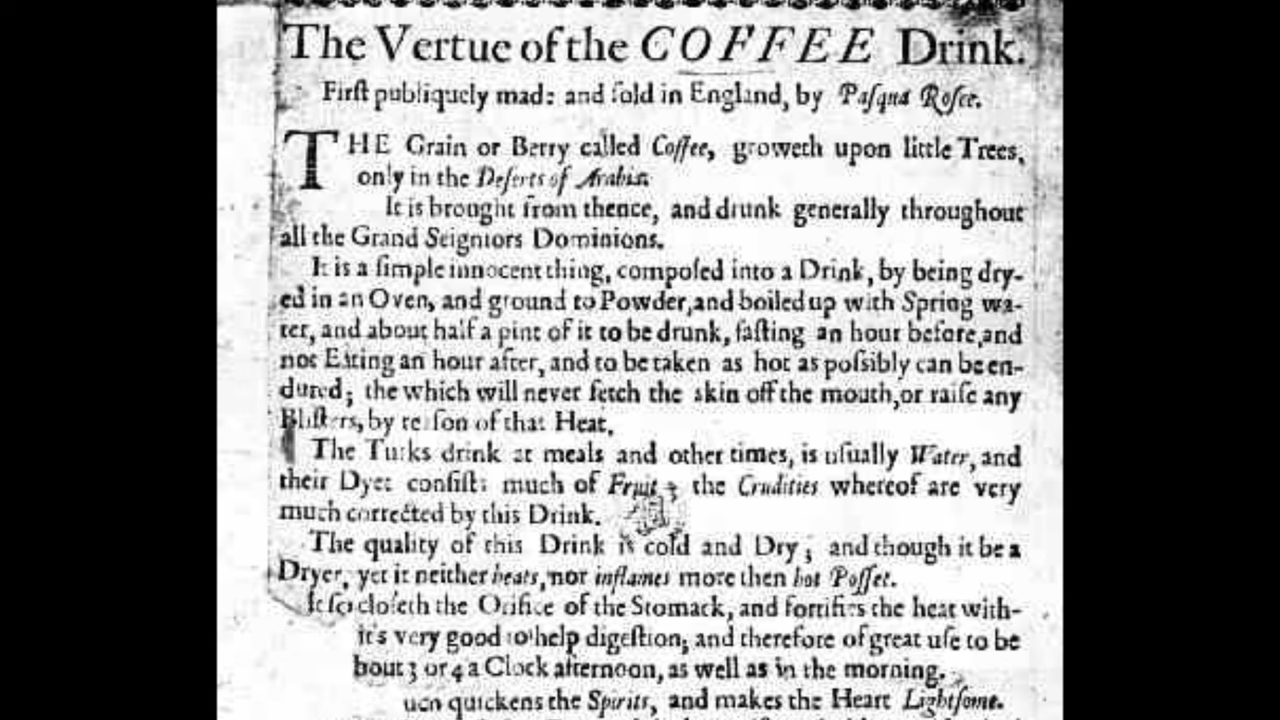 The Vertue of the COFFEE Drink.
Firſt publiquely made and ſold in England, by Paſqua Roſee.
THE Grain or Berry called Coffee, groweth upon little Trees,
only in the Deſerts of Arabia.
It is brought from thence, and drunk generally throughout
all the Grand Seigniors Dominions.
It is a ſimple innocent thing, compoſed into a Drink, by being dry-
ed in an Oven, and ground to Powder, and boiled up with Spring wa-
ter, and about half a pint of it to be drunk, faſting an hour before, and
not Eating an hour after, and to be taken as hot as poſsibly can be en-
dured; the which will never fetch the skin off the mouth, or raiſe any
Bliſters, by reaſon of that Heat.
The Turks drink at meals and other times, is uſually Water, and
their Dyet conſiſts much of Fruit; the Crudities whereof are very
much corrected by this Drink.
The quality of this Drink is cold and Dry; and though it be a
Dryer, yet it neither heats, nor inflames more then hot Poſſet.
It ſo cloſeth the Orifice of the Stomack, and fortifies the heat with-
it's very good to help digeſtion; and therefore of great uſe to be
bout 3 or 4 a Clock afternoon, as well as in the morning.
quickens the Spirits, and makes the Heart Lightſome.